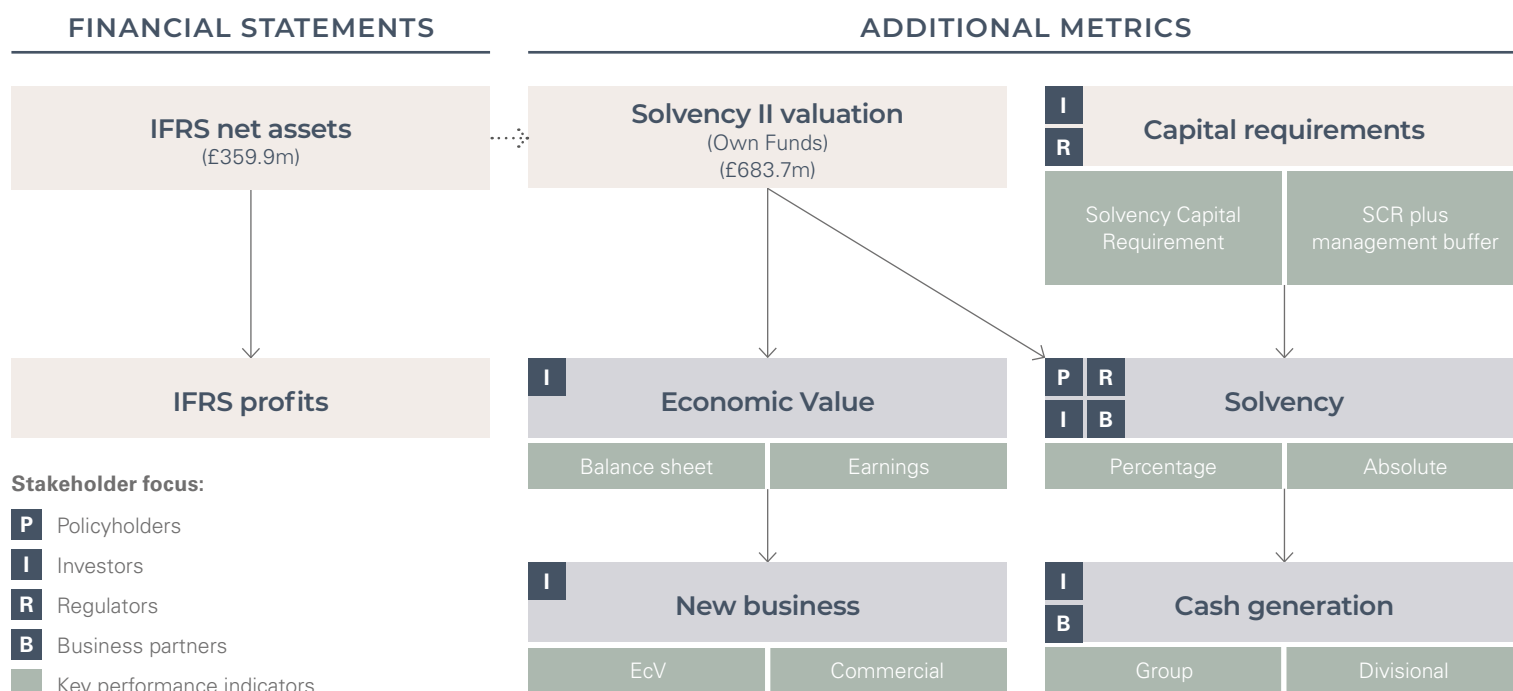 FINANCIAL STATEMENTS
ADDITIONAL METRICS
IFRS net assets
(£359.9m)
Solvency II valuation
(Own Funds)
(£683.7m)
I
R
Capital requirements
Solvency Capital
Requirement
SCR plus
management buffer
IFRS profits
I
Economic Value
Balance sheet
Earnings
P R
I B
Solvency
Percentage
Absolute
Stakeholder focus:
P Policyholders
I Investors
R Regulators
B Business partners
Key performance indicators
I
New business
EcV
Commercial
I
B
Cash generation
Group
Divisional